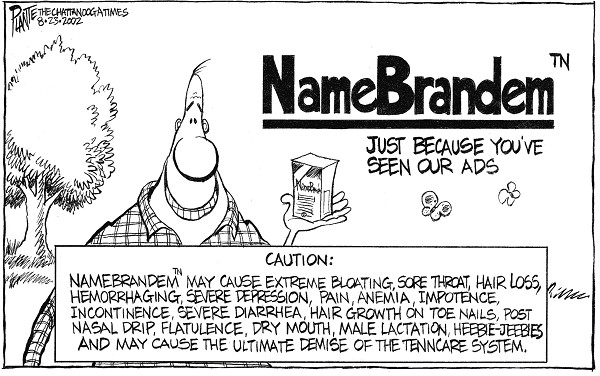 PLANTE THE CHATTANOOGA TIMES
8·23·2002
NameBrandem TN
JUST BECAUSE YOU'VE
SEEN OUR ADS
NameBran
CAUTION:
NAMEBRANDEM TN MAY CAUSE EXTREME BLOATING, SORE THROAT, HAIR LOSS,
HEMORRHAGING, SEVERE DEPRESSION, PAIN, ANEMIA, IMPOTENCE,
INCONTINENCE, SEVERE DIARRHEA, HAIR GROWTH ON TOE NAILS, POST
NASAL DRIP, FLATULENCE, DRY MOUTH, MALE LACTATION, HEEBIE-JEEBIES
AND MAY CAUSE THE ULTIMATE DEMISE OF THE TENNCARE SYSTEM.